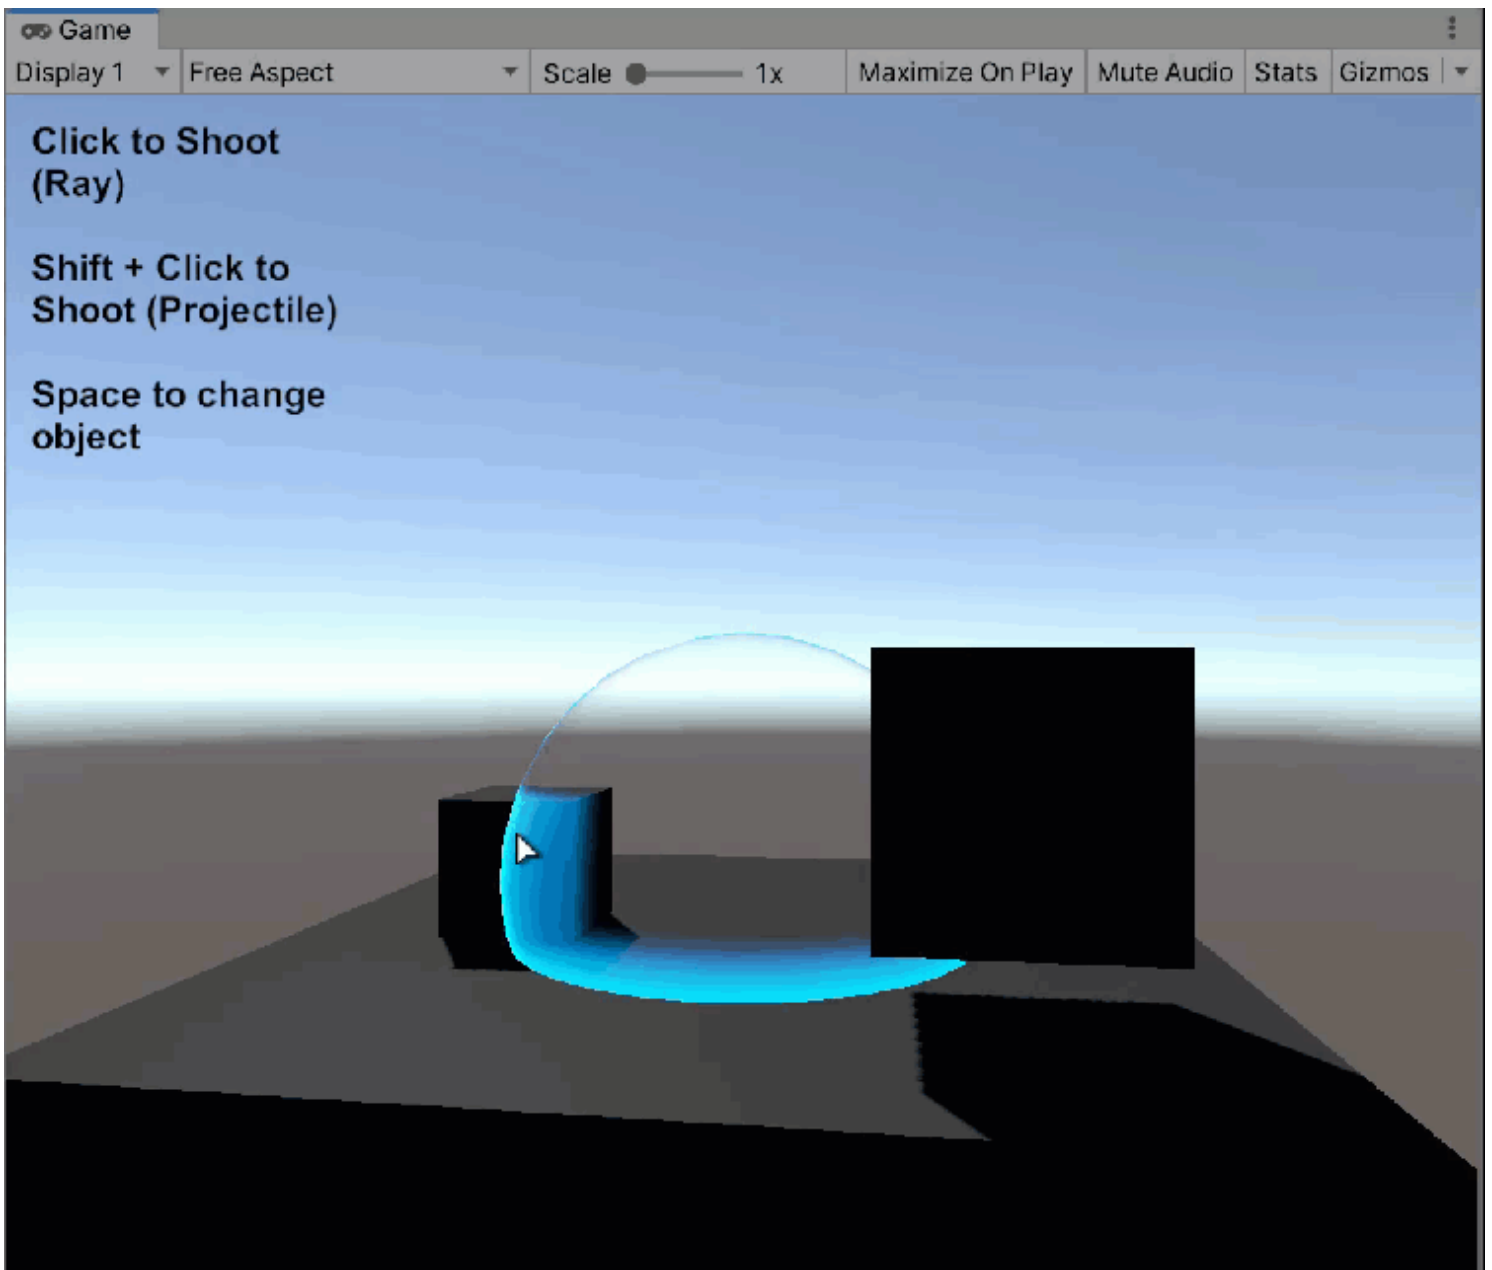 Game
Display 1 Free Aspect Scale 1x Maximize On Play Mute Audio Stats Gizmos
Click to Shoot
(Ray)
Shift + Click to
Shoot (Projectile)
Space to change
object